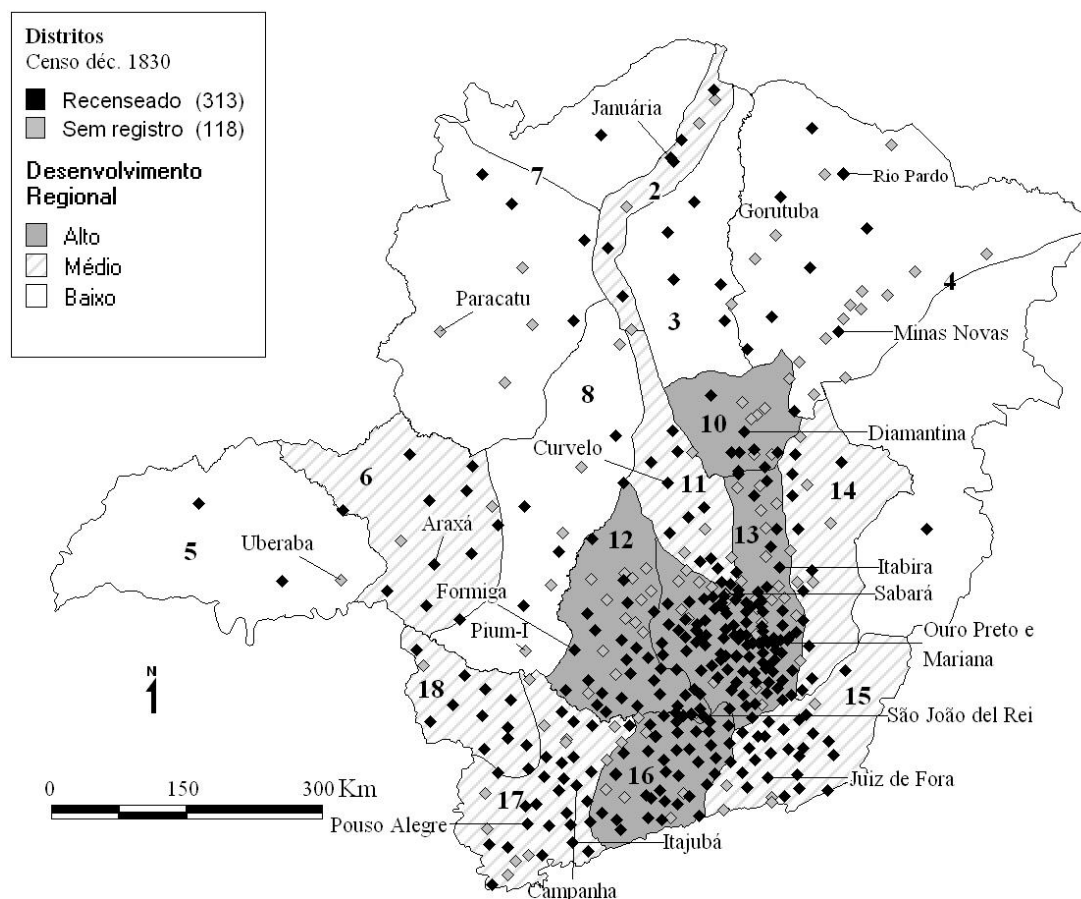 Distritos
Censo déc. 1830
Recenseado (313)
Sem registro (118)
Desenvolvimento
Regional
Alto
Médio
Baixo
Januária
7
2
Rio Pardo
Gorutuba
Paracatu
3
4
Minas Novas
8
10
Diamantina
Curvelo
6
11
14
5
Uberaba
Araxá
12
13
Itabira
Formiga
Sabará
Pium-I
Ouro Preto e
Mariana
N
18
15
São João del Rei
16
Juiz de Fora
0 150 300 Km
17
Pouso Alegre
Itajubá
Campanha